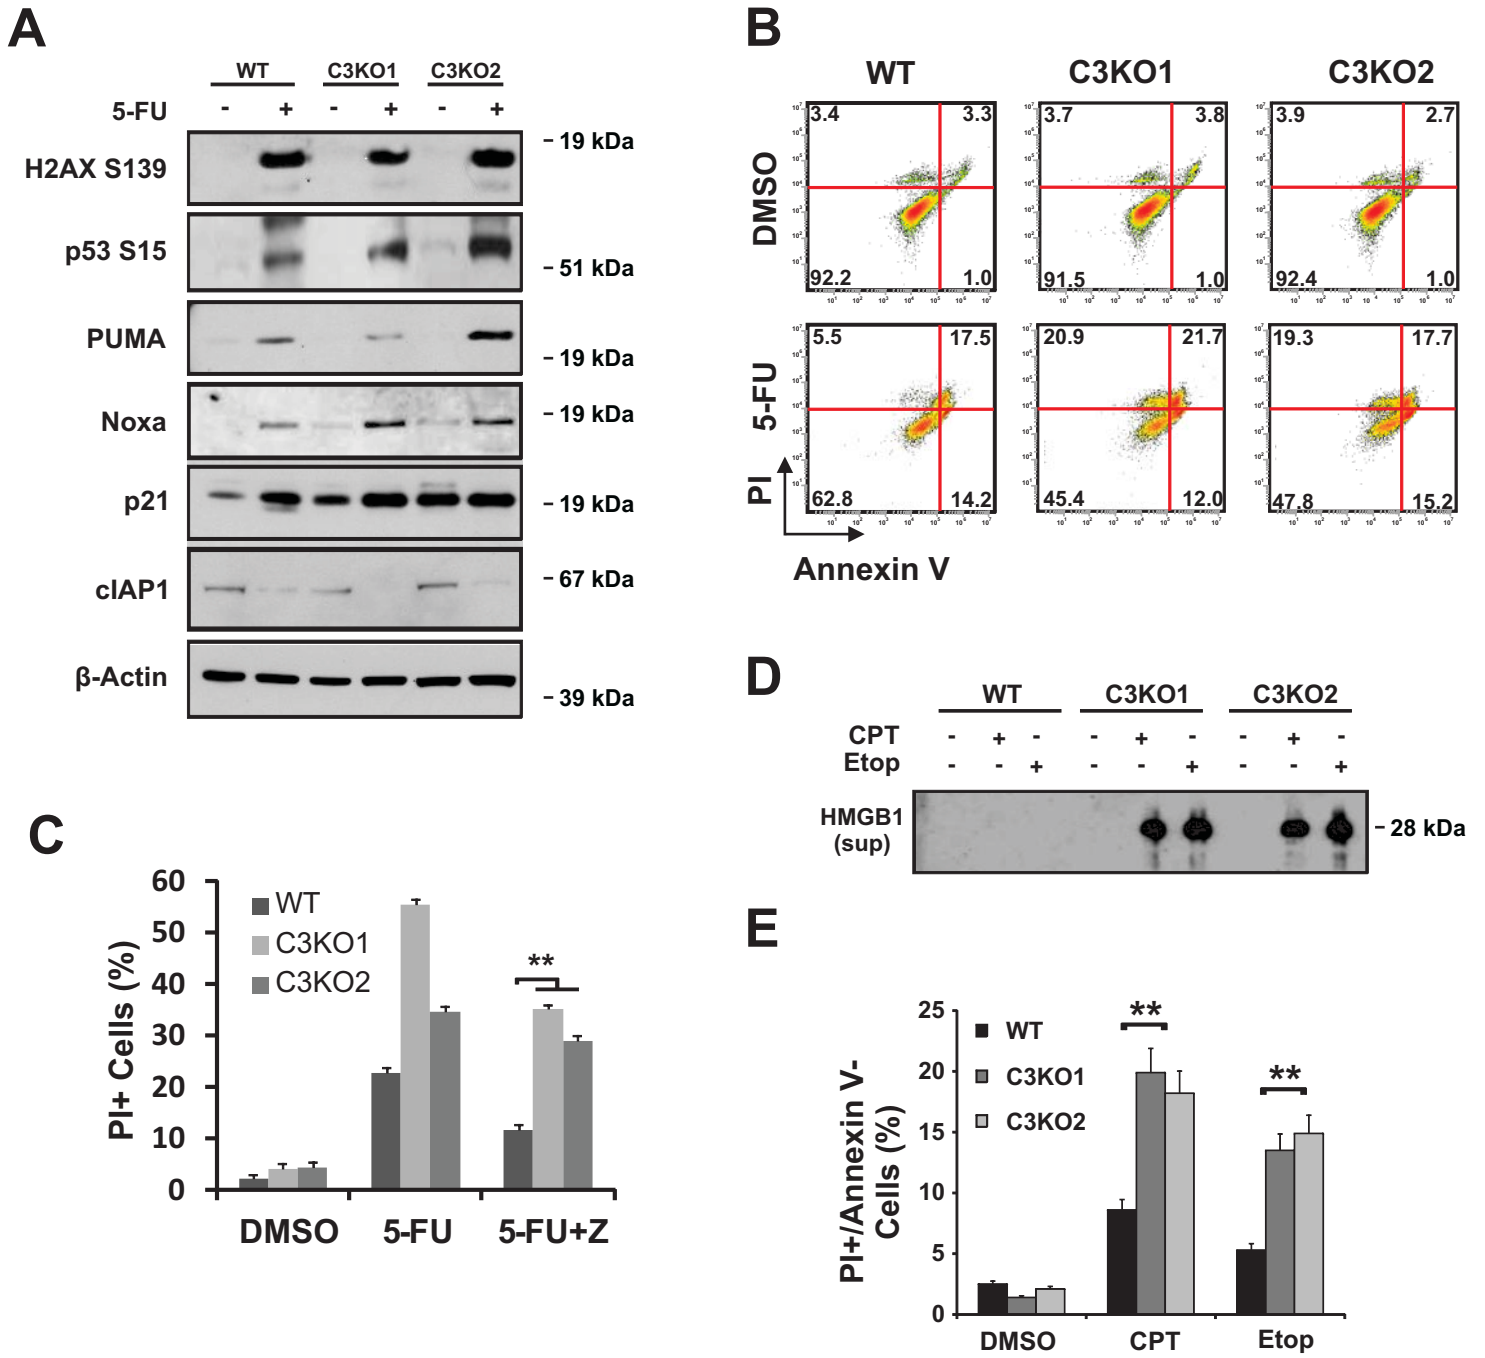 A
WT C3KO1 C3KO2
5-FU - + - + - +
H2AX S139
- 19 kDa
p53 S15
- 51 kDa
PUMA
- 19 kDa
Noxa
- 19 kDa
p21
- 19 kDa
cIAP1
- 67 kDa
β-Actin
- 39 kDa
B
WT C3KO1 C3KO2
DMSO
3.4 3.3
92.2 1.0
3.7 3.8
91.5 1.0
3.9 2.7
92.4 1.0
5-FU
5.5 17.5
62.8 14.2
20.9 21.7
45.4 12.0
19.3 17.7
47.8 15.2
PI
Annexin V
C
PI+ Cells (%)
60
50
40
30
20
10
0
WT
C3KO1
C3KO2
**
DMSO 5-FU 5-FU+Z
D
WT C3KO1 C3KO2
CPT - + - - + - - + -
Etop - - + - - + - - +
HMGB1
(sup)
- 28 kDa
E
PI+/Annexin V-
Cells (%)
25
20
15
10
5
0
WT
C3KO1
C3KO2
**
**
DMSO CPT Etop